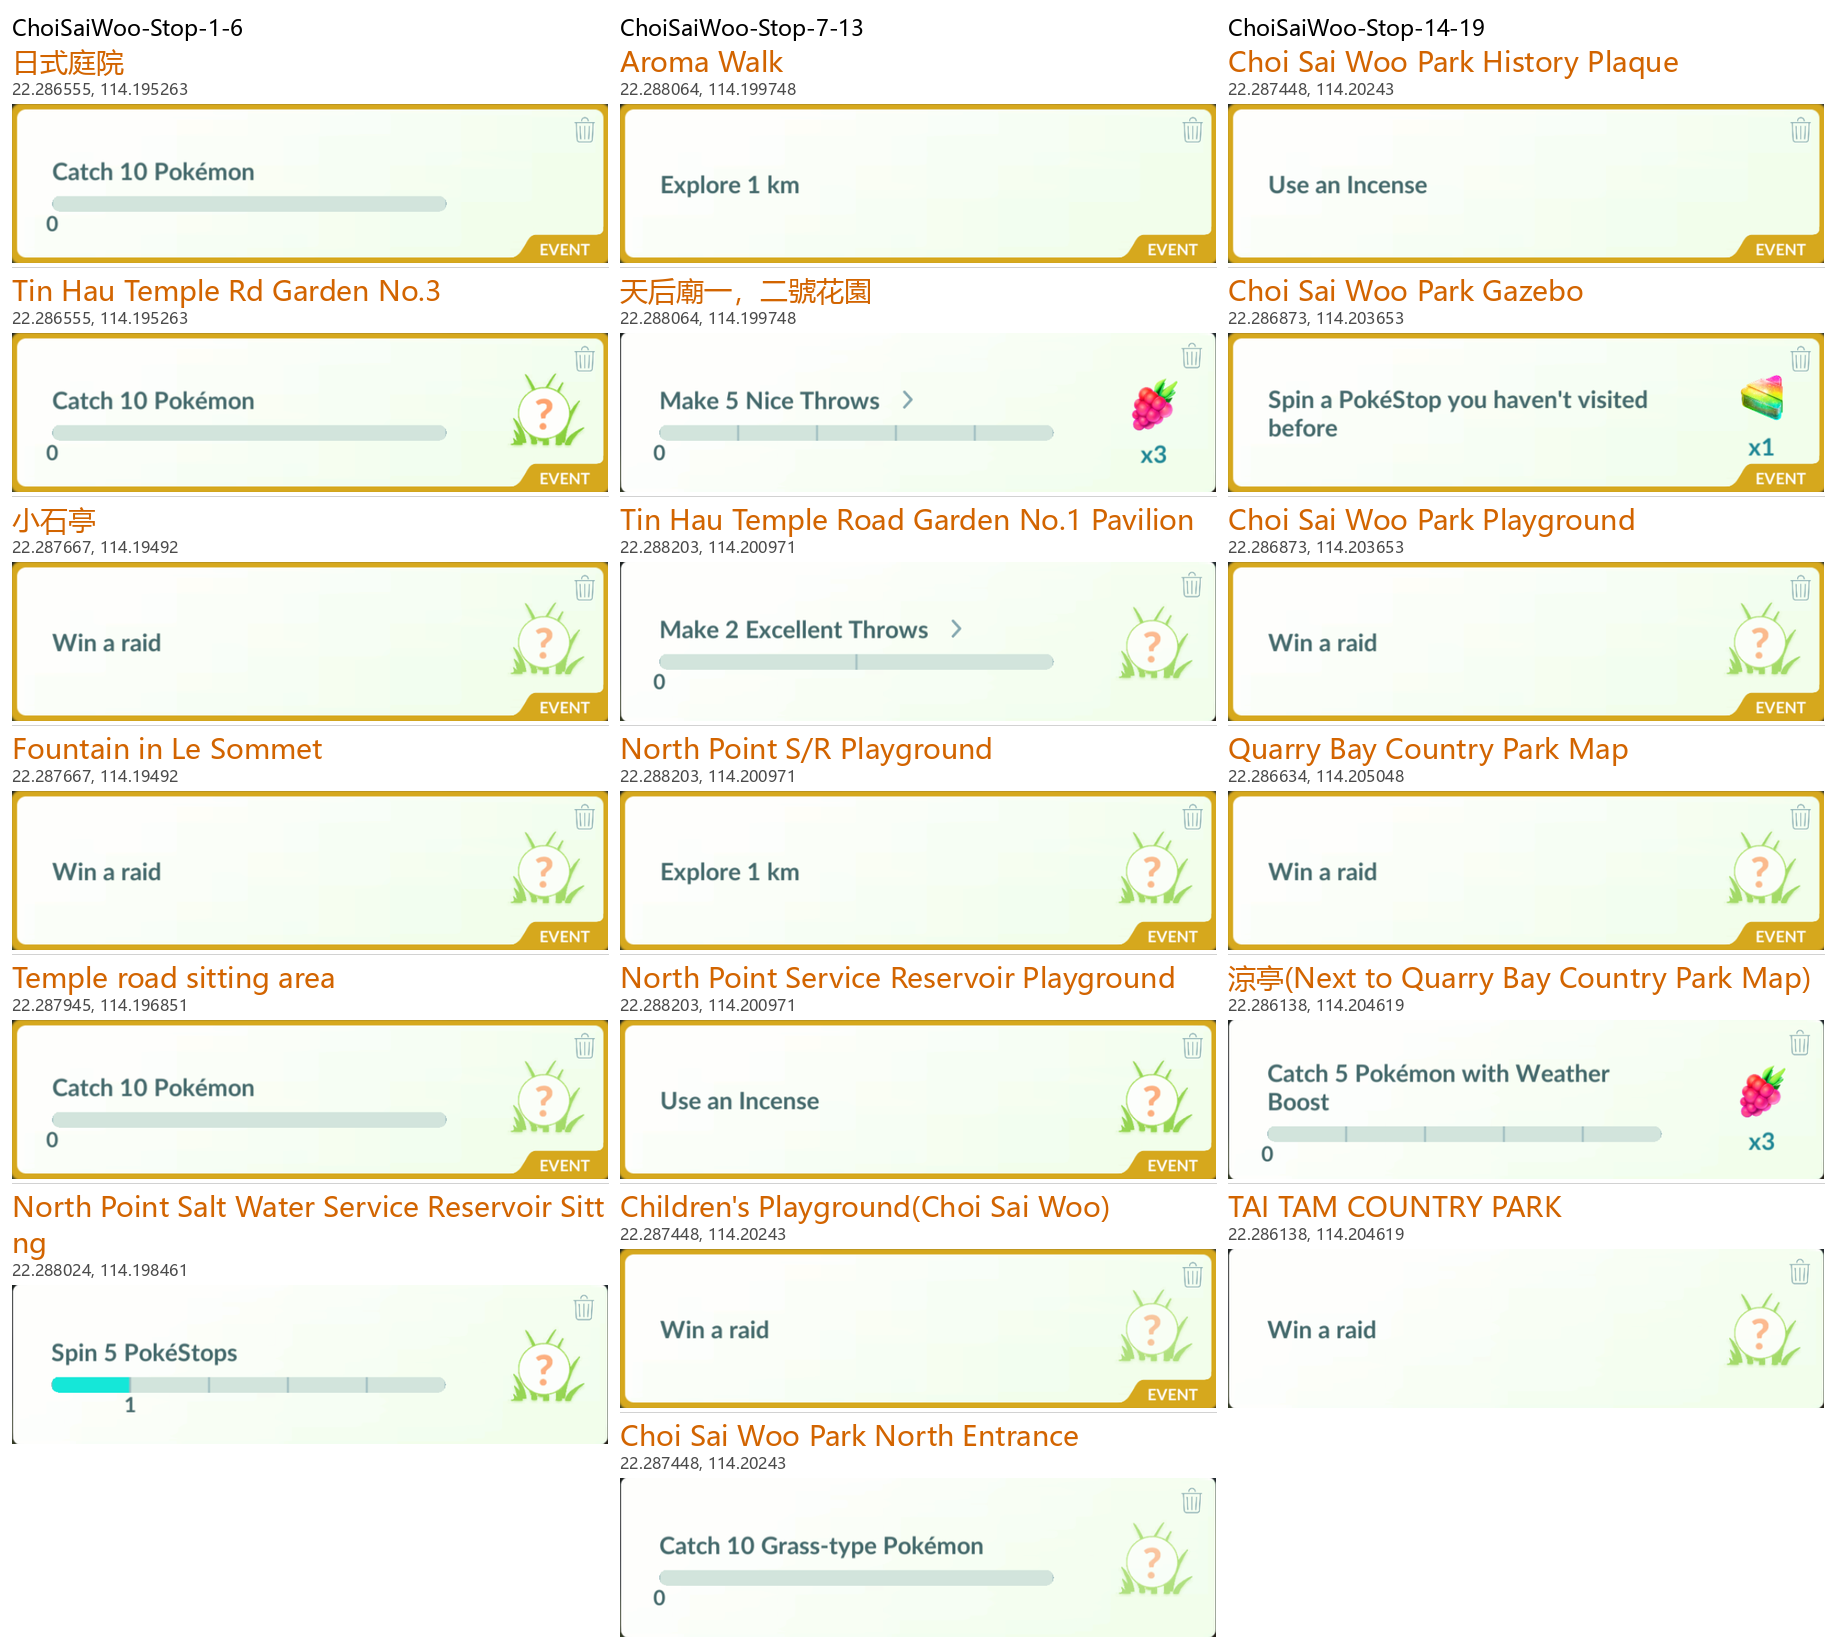 ChoiSaiWoo-Stop-1-6
日式庭院
22.286555, 114.195263
Catch 10 Pokémon
0
EVENT
Tin Hau Temple Rd Garden No.3
22.286555, 114.195263
Catch 10 Pokémon
?
0
EVENT
小石亭
22.287667, 114.19492
Win a raid
?
EVENT
Fountain in Le Sommet
22.287667, 114.19492
Win a raid
?
EVENT
Temple road sitting area
22.287945, 114.196851
Catch 10 Pokémon
?
0
EVENT
North Point Salt Water Service Reservoir Sitt
ng
22.288024, 114.198461
Spin 5 PokéStops
?
1
ChoiSaiWoo-Stop-7-13
Aroma Walk
22.288064, 114.199748
Explore 1 km
EVENT
天后廟一，二號花園
22.288064, 114.199748
Make 5 Nice Throws
0
x3
Tin Hau Temple Road Garden No.1 Pavilion
22.288203, 114.200971
Make 2 Excellent Throws
?
0
North Point S/R Playground
22.288203, 114.200971
Explore 1 km
?
EVENT
North Point Service Reservoir Playground
22.288203, 114.200971
Use an Incense
?
EVENT
Children's Playground(Choi Sai Woo)
22.287448, 114.20243
Win a raid
?
EVENT
Choi Sai Woo Park North Entrance
22.287448, 114.20243
Catch 10 Grass-type Pokémon
?
0
ChoiSaiWoo-Stop-14-19
Choi Sai Woo Park History Plaque
22.287448, 114.20243
Use an Incense
EVENT
Choi Sai Woo Park Gazebo
22.286873, 114.203653
Spin a PokéStop you haven't visited
before
x1
EVENT
Choi Sai Woo Park Playground
22.286873, 114.203653
Win a raid
?
EVENT
Quarry Bay Country Park Map
22.286634, 114.205048
Win a raid
?
EVENT
涼亭(Next to Quarry Bay Country Park Map)
22.286138, 114.204619
Catch 5 Pokémon with Weather
Boost
0
x3
TAI TAM COUNTRY PARK
22.286138, 114.204619
Win a raid
?